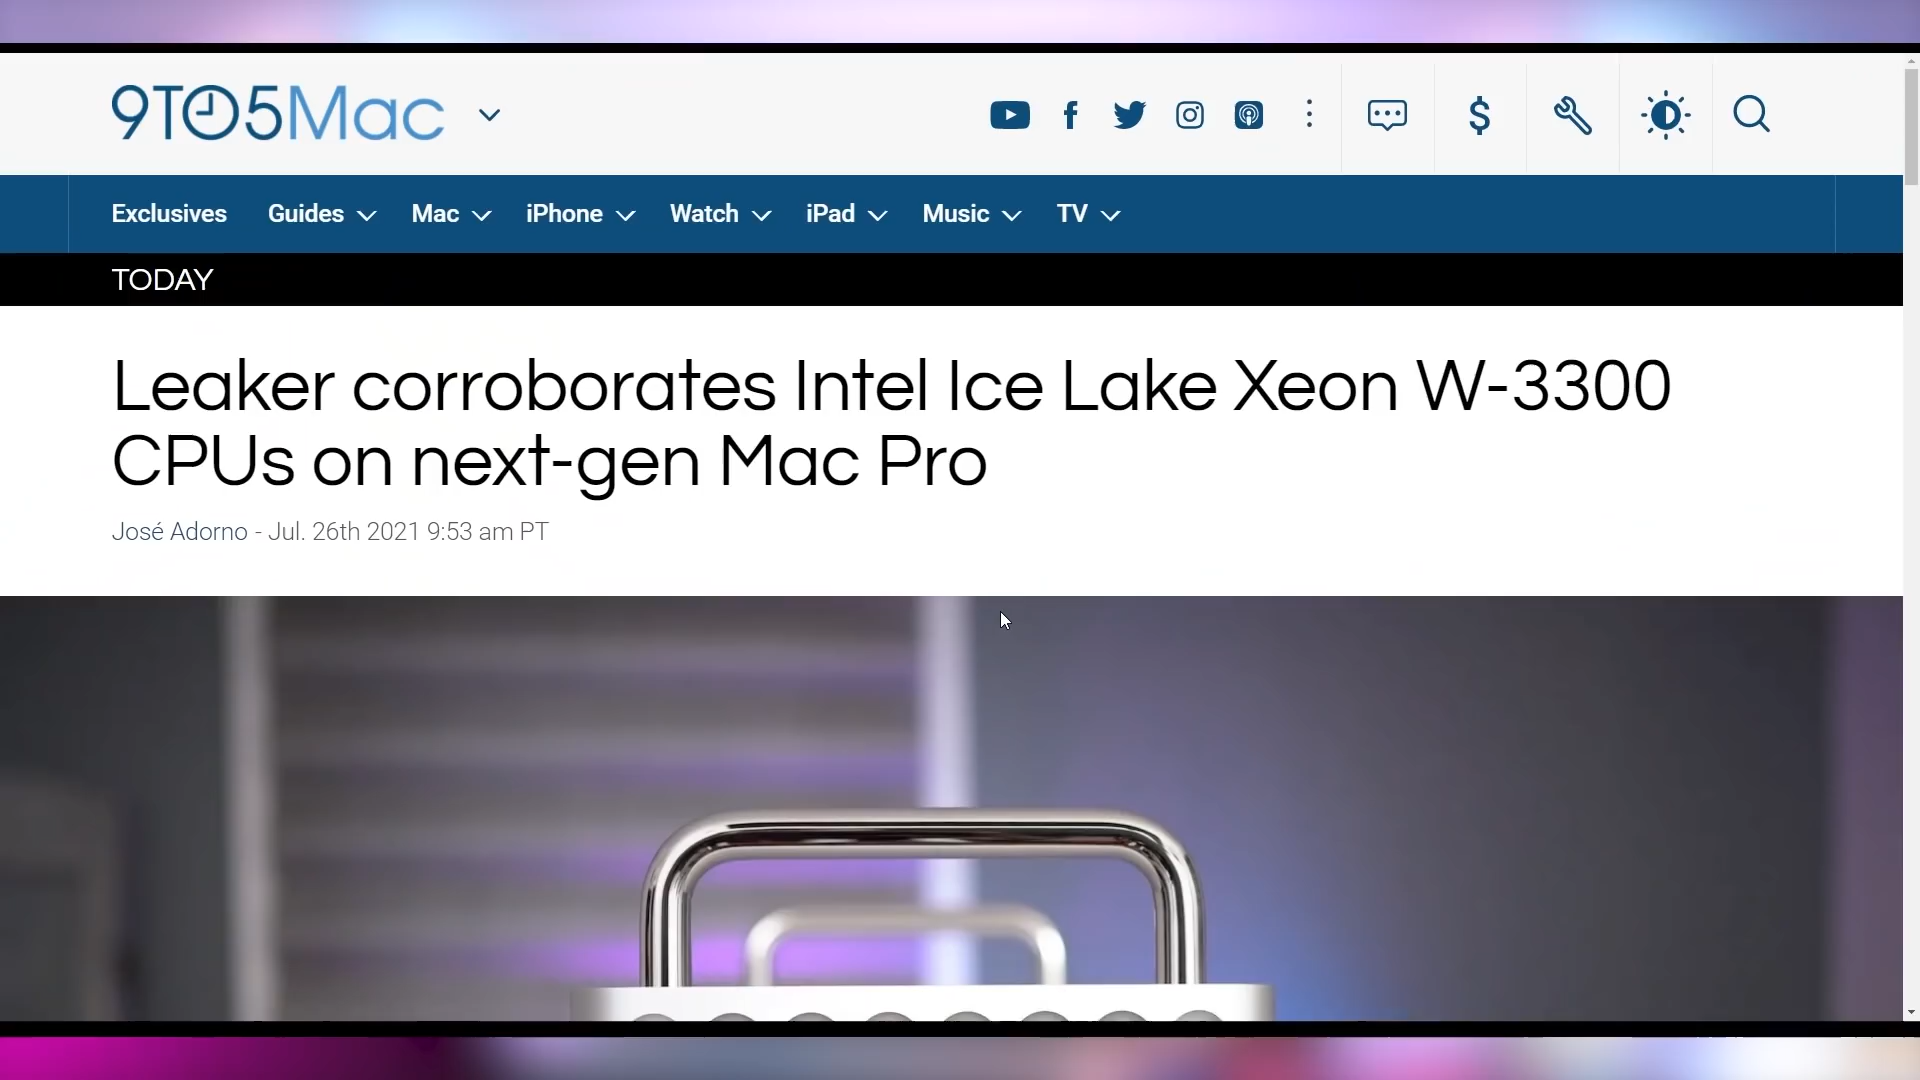 9TO5Mac
Exclusives Guides Mac iPhone Watch iPad Music TV
TODAY
Leaker corroborates Intel Ice Lake Xeon W-3300
CPUs on next-gen Mac Pro
José Adorno - Jul. 26th 2021 9:53 am PT